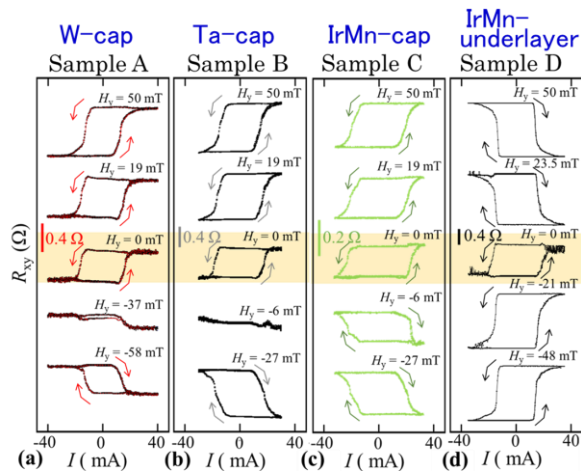 W-cap
Sample A
Ta-cap
Sample B
IrMn-cap
Sample C
IrMn-
underlayer
Sample D
Rxy (Ω)
Hy = 50 mT
Hy = 19 mT
0.4 Ω
Hy = 0 mT
Hy = -37 mT
Hy = -58 mT
Hy = 50 mT
Hy = 19 mT
0.4 Ω
Hy = 0 mT
Hy = -6 mT
Hy = -27 mT
Hy = 50 mT
Hy = 19 mT
0.2 Ω
Hy = 0 mT
Hy = -6 mT
Hy = -27 mT
Hy = 50 mT
Hy = 23.5 mT
0.4 Ω
Hy = 0 mT
Hy = -21 mT
Hy = -48 mT
-40 0 40
-40 0 40
-40 0 40
-40 0 40
(a) I (mA)
(b) I (mA)
(c) I (mA)
(d) I (mA)